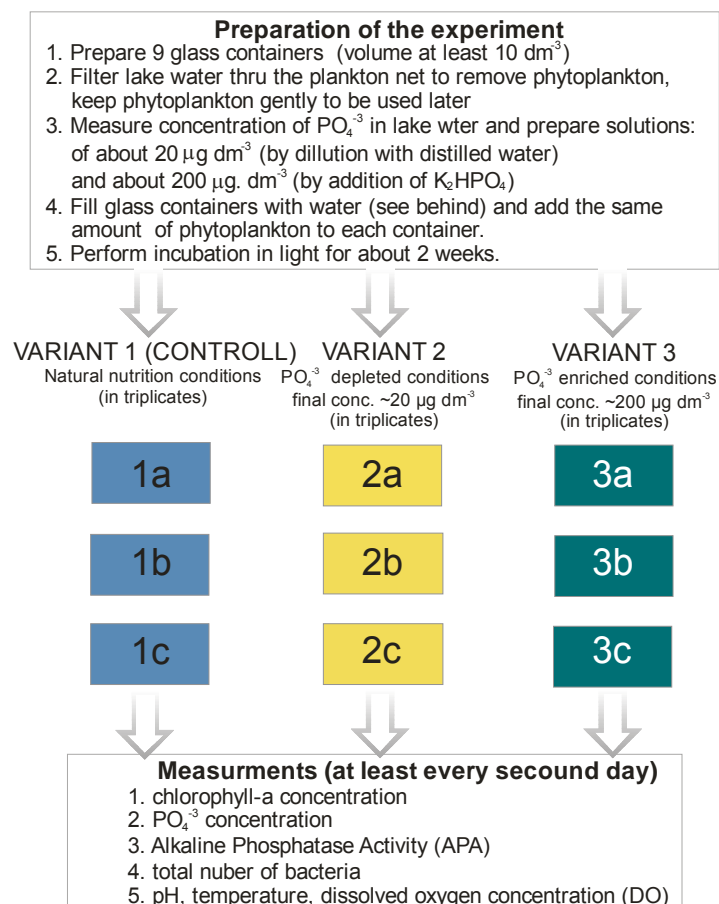 Preparation of the experiment
1. Prepare 9 glass containers (volume at least 10 dm⁻³)
2. Filter lake water thru the plankton net to remove phytoplankton,
keep phytoplankton gently to be used later
3. Measure concentration of PO₄⁻³ in lake wter and prepare solutions:
of about 20 µg dm⁻³ (by dillution with distilled water)
and about 200 µg. dm⁻³ (by addition of K₂HPO₄)
4. Fill glass containers with water (see behind) and add the same
amount of phytoplankton to each container.
5. Perform incubation in light for about 2 weeks.
VARIANT 1 (CONTROLL)
Natural nutrition conditions
(in triplicates)
VARIANT 2
PO₄⁻³ depleted conditions
final conc. ~20 µg dm⁻³
(in triplicates)
VARIANT 3
PO₄⁻³ enriched conditions
final conc. ~200 µg dm⁻³
(in triplicates)
1a 2a 3a
1b 2b 3b
1c 2c 3c
Measurments (at least every secound day)
1. chlorophyll-a concentration
2. PO₄⁻³ concentration
3. Alkaline Phosphatase Activity (APA)
4. total nuber of bacteria
5. pH, temperature, dissolved oxygen concentration (DO)